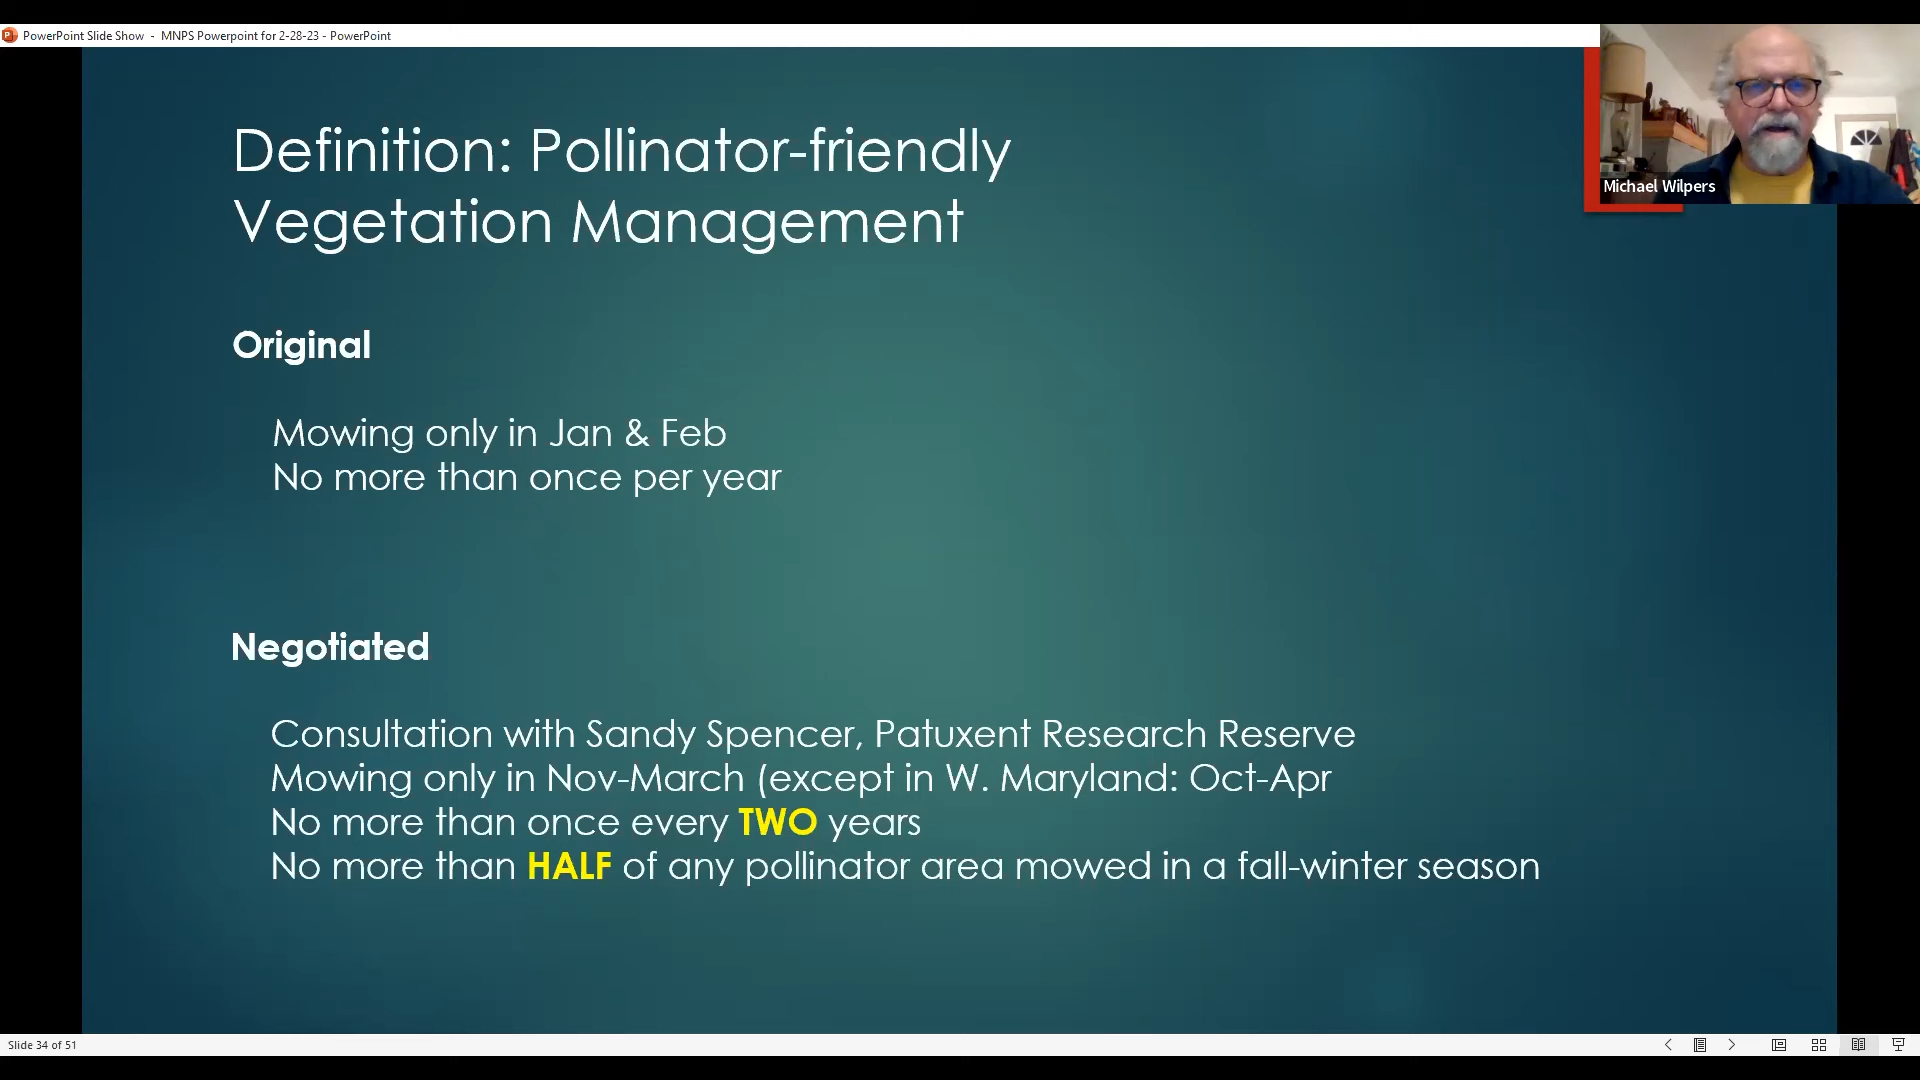 PowerPoint Slide Show - MNPS Powerpoint for 2-28-23 - PowerPoint
Michael Wilpers
Definition: Pollinator-friendly
Vegetation Management
Original
Mowing only in Jan & Feb
No more than once per year
Negotiated
Consultation with Sandy Spencer, Patuxent Research Reserve
Mowing only in Nov-March (except in W. Maryland: Oct-Apr
No more than once every TWO years
No more than HALF of any pollinator area mowed in a fall-winter season
Slide 34 of 51